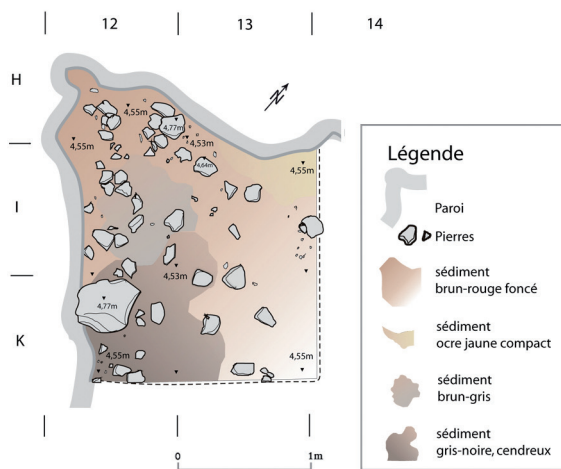 12 13 14
H
4,55m
4,77m
4,55m
4,53m
N
4,64m
4,55m
I
4,53m
4,77m
K
4,55m
4,55m
0 1m
Légende
Paroi
Pierres
sédiment
brun-rouge foncé
sédiment
ocre jaune compact
sédiment
brun-gris
sédiment
gris-noire, cendreux